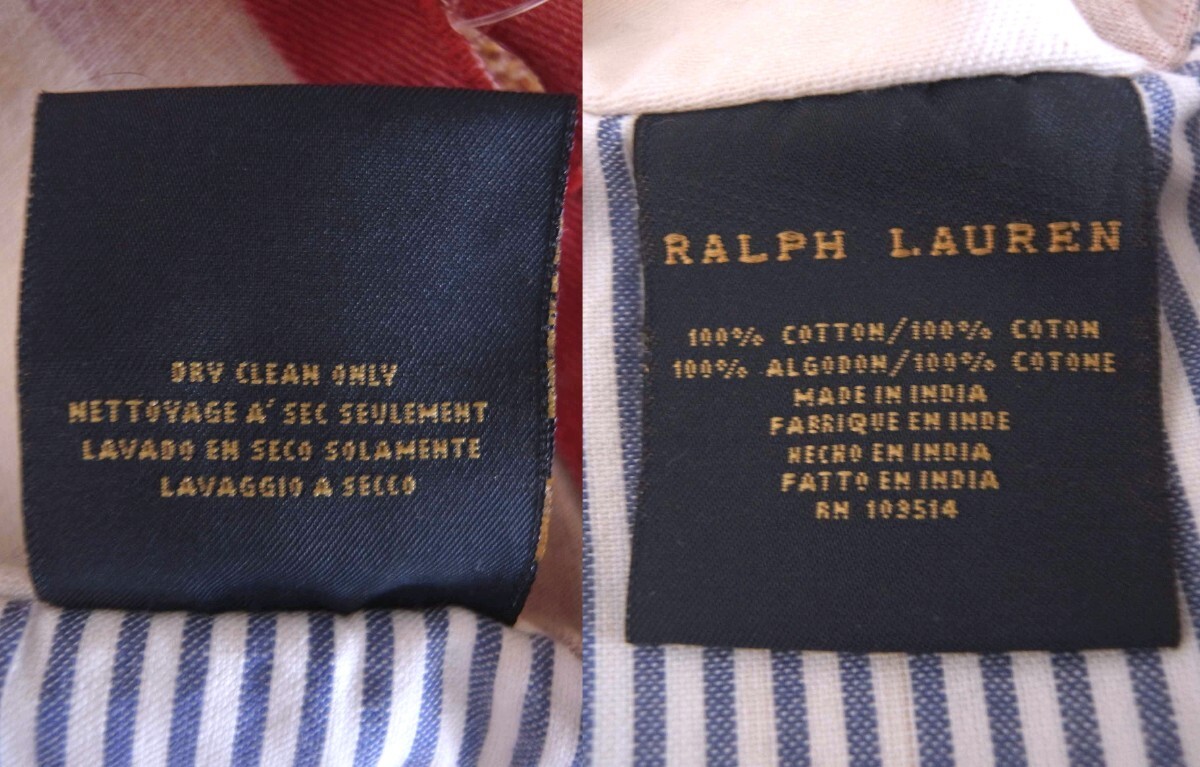 DRY CLEAN ONLY
NETTOYAGE A' SEC SEULEMENT
LAVADO EN SECO SOLAMENTE
LAVAGGIO A SECCO
RALPH LAUREN
100% COTTON/100% COTON
100% ALGODON/100% COTONE
MADE IN INDIA
FABRIQUE EN INDE
HECHO EN INDIA
FATTO EN INDIA
RN 103514